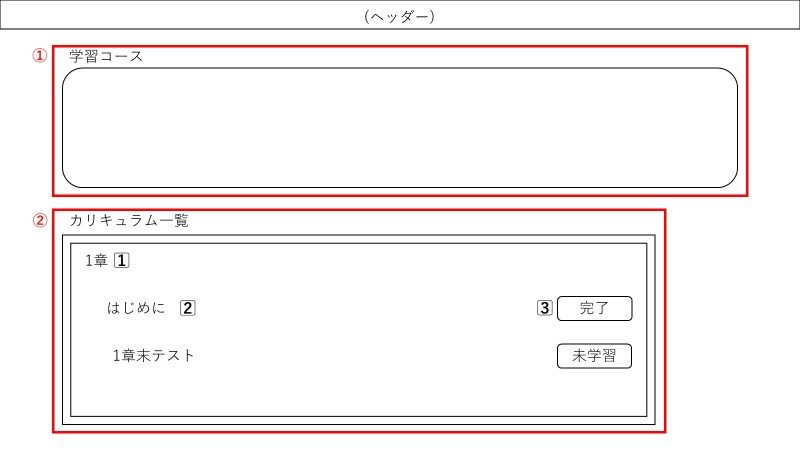 (ヘッダー)
① 学習コース
② カリキュラム一覧
1章 1
はじめに 2 3 完了
1章末テスト 未学習